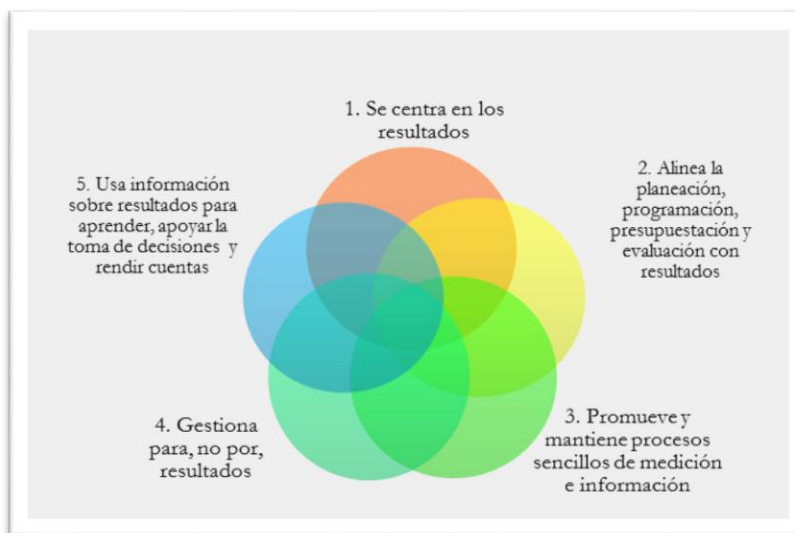 1. Se centra en los
resultados
2. Alinea la
planeación,
programación,
presupuestación y
evaluación con
resultados
3. Promueve y
mantiene procesos
sencillos de medición
e información
4. Gestiona
para, no por,
resultados
5. Usa información
sobre resultados para
aprender, apoyar la
toma de decisiones y
rendir cuentas